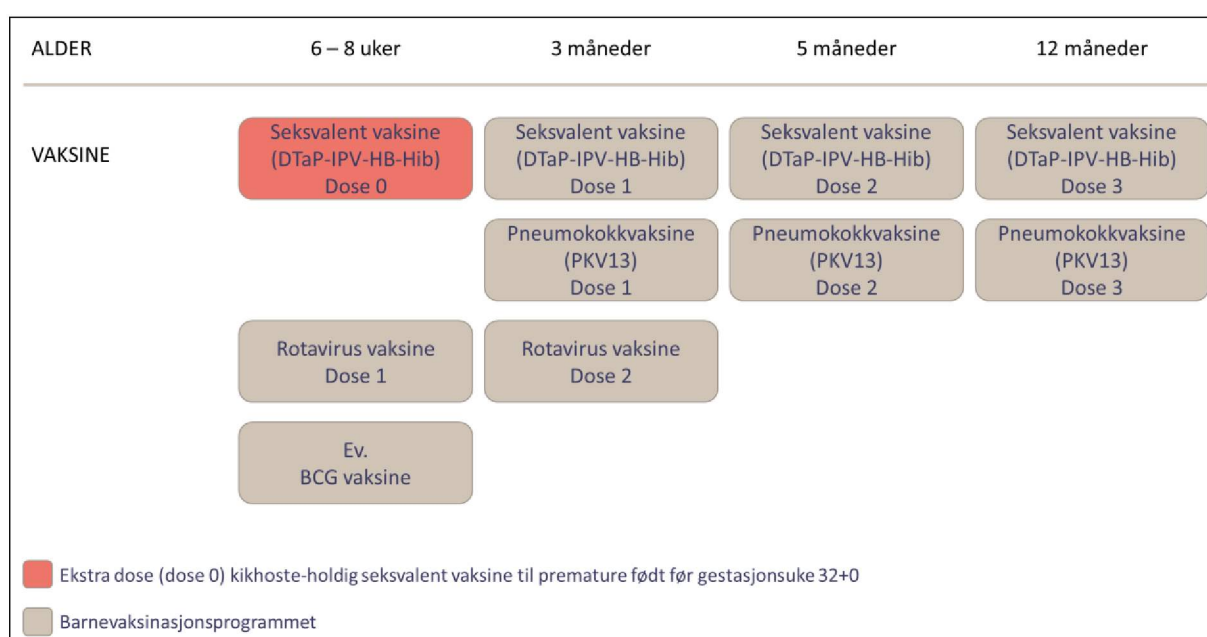 ALDER
6 – 8 uker
3 måneder
5 måneder
12 måneder
VAKSINE
Seksvalent vaksine
(DTaP-IPV-HB-Hib)
Dose 0
Seksvalent vaksine
(DTaP-IPV-HB-Hib)
Dose 1
Seksvalent vaksine
(DTaP-IPV-HB-Hib)
Dose 2
Seksvalent vaksine
(DTaP-IPV-HB-Hib)
Dose 3
Pneumokokkvaksine
(PKV13)
Dose 1
Pneumokokkvaksine
(PKV13)
Dose 2
Pneumokokkvaksine
(PKV13)
Dose 3
Rotavirus vaksine
Dose 1
Rotavirus vaksine
Dose 2
Ev.
BCG vaksine
Ekstra dose (dose 0) kikhoste-holdig seksvalent vaksine til premature født før gestasjonsuke 32+0
Barnevaksinasjonsprogrammet